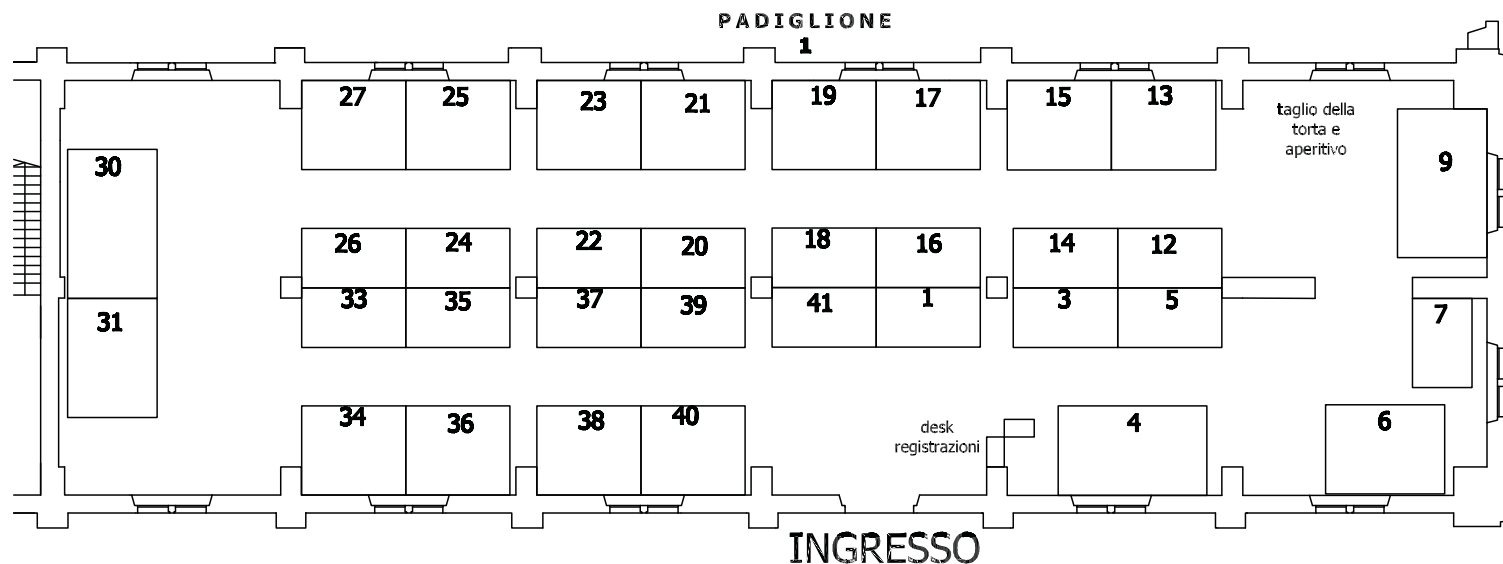 PADIGLIONE
1
27 25 23 21 19 17 15 13
taglio della
torta e
aperitivo
30
9
26 24 22 20 18 16 14 12
33 35 37 39 41 1 3 5
31
7
34 36 38 40
4
6
desk
registrazioni
INGRESSO